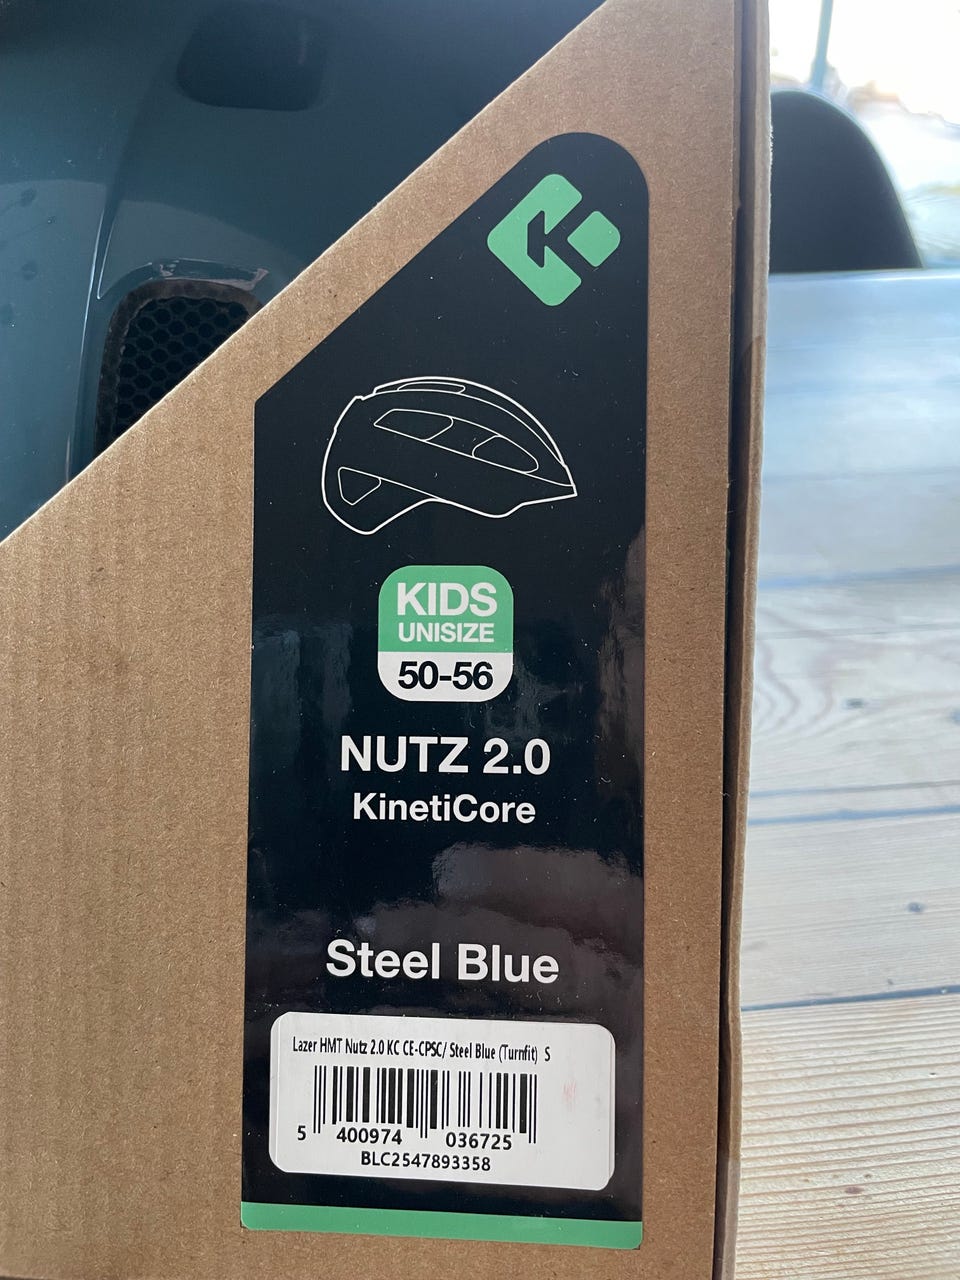 K
KIDS
UNISIZE
50-56
NUTZ 2.0
KinetiCore
Steel Blue
Lazer HMT Nutz 2.0 KC CE-CPSC/ Steel Blue (Turnfit) S
5 400974 036725
BLC2547893358